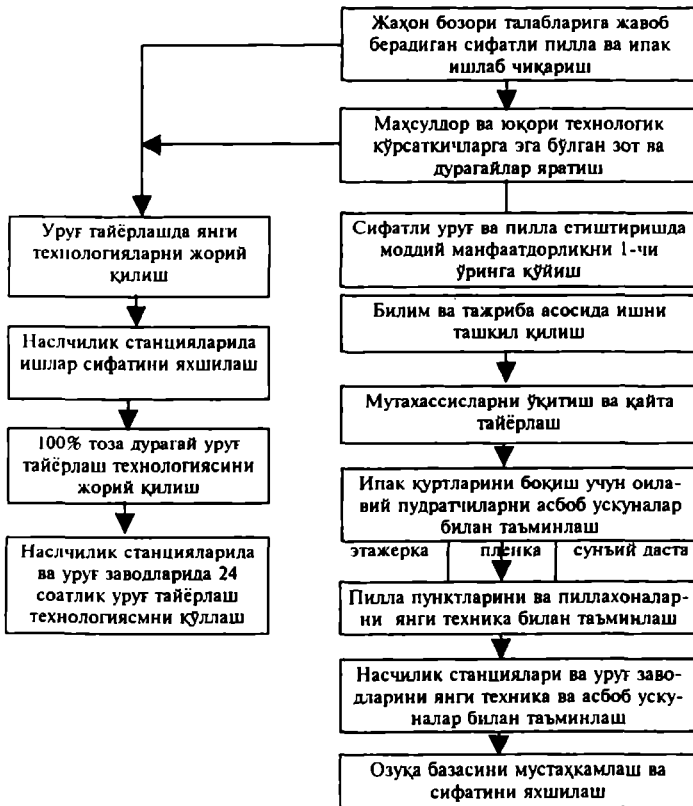 Жаҳон бозори талабларига жавоб
берадиган сифатли пилла ва ипак
ишлаб чиқариш
Маҳсулдор ва юқори технологик
кўрсаткичларга эга бўлган зот ва
дурагайлар яратиш
Сифатли уруғ ва пилла стиштиришда
моддий манфаатдорликни 1-чи
ўринга қўйиш
Билим ва тажриба асосида ишни
ташкил қилиш
Мутахассисларни ўқитиш ва қайта
тайёрлаш
Ипак қуртларини боқиш учун оила-
вий пудратчиларни асбоб ускуналар
билан таъминлаш
этажерка пленка сунъий даста
Пилла пунктларини ва пиллахоналар-
ни янги техника билан таъминлаш
Насчилик станциялари ва уруғ заво-
дларини янги техника ва асбоб уску-
налар билан таъминлаш
Озуқа базасини мустаҳкамлаш ва
сифатини яхшилаш
Уруғ тайёрлашда янги
технологияларни жорий
қилиш
Наслчилик станцияларида
ишлар сифатини яхшилаш
100% тоза дурагай уруғ
тайёрлаш технологиясини
жорий қилиш
Наслчилик станцияларида
ва уруғ заводларида 24
соатлик уруғ тайёрлаш
технологиясмни қўллаш